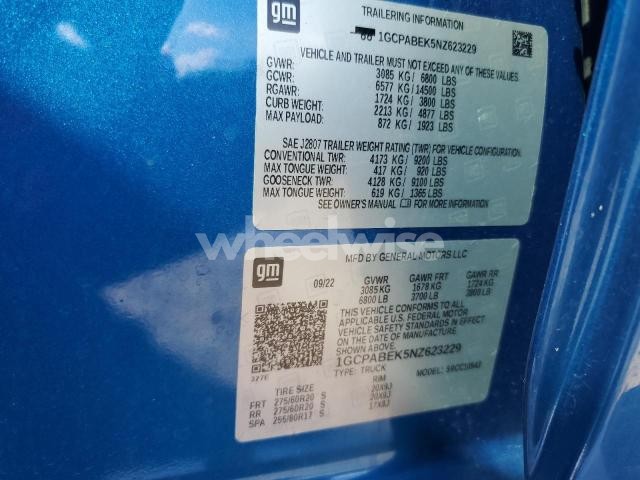 gm
TRAILERING INFORMATION
1GCPABEK5NZ623229
VEHICLE AND TRAILER MUST NOT EXCEED ANY OF THESE VALUES.
GVWR: 3085 KG / 6800 LBS
GCWR: 6577 KG / 14500 LBS
RGAWR: 1724 KG / 3800 LBS
CURB WEIGHT: 2213 KG / 4877 LBS
MAX PAYLOAD: 872 KG / 1923 LBS
SAE J2807 TRAILER WEIGHT RATING (TWR) FOR VEHICLE CONFIGURATION.
CONVENTIONAL TWR: 4173 KG / 9200 LBS
MAX TONGUE WEIGHT: 417 KG / 920 LBS
GOOSENECK TWR: 4128 KG / 9100 LBS
MAX TONGUE WEIGHT: 619 KG / 1365 LBS
SEE OWNER'S MANUAL FOR MORE INFORMATION
wheelwise
gm
MFD BY GENERAL MOTORS LLC
09/22
GVWR GAWR FRT GAWR RR
3085KG 1678 KG 1724 KG
6800 LB 3700 LB 3800 LB
THIS VEHICLE CONFORMS TO ALL
APPLICABLE U.S. FEDERAL MOTOR
VEHICLE SAFETY STANDARDS IN EFFECT
ON THE DATE OF MANUFACTURE.
1GCPABEK5NZ623229
327E
TYPE: TRUCK MODEL:
TIRE SIZE RIM
FRT 275/60R20 S 20X9J
RR 275/60R20 S 20X9J
SPA 255/80R17 S 17X8J